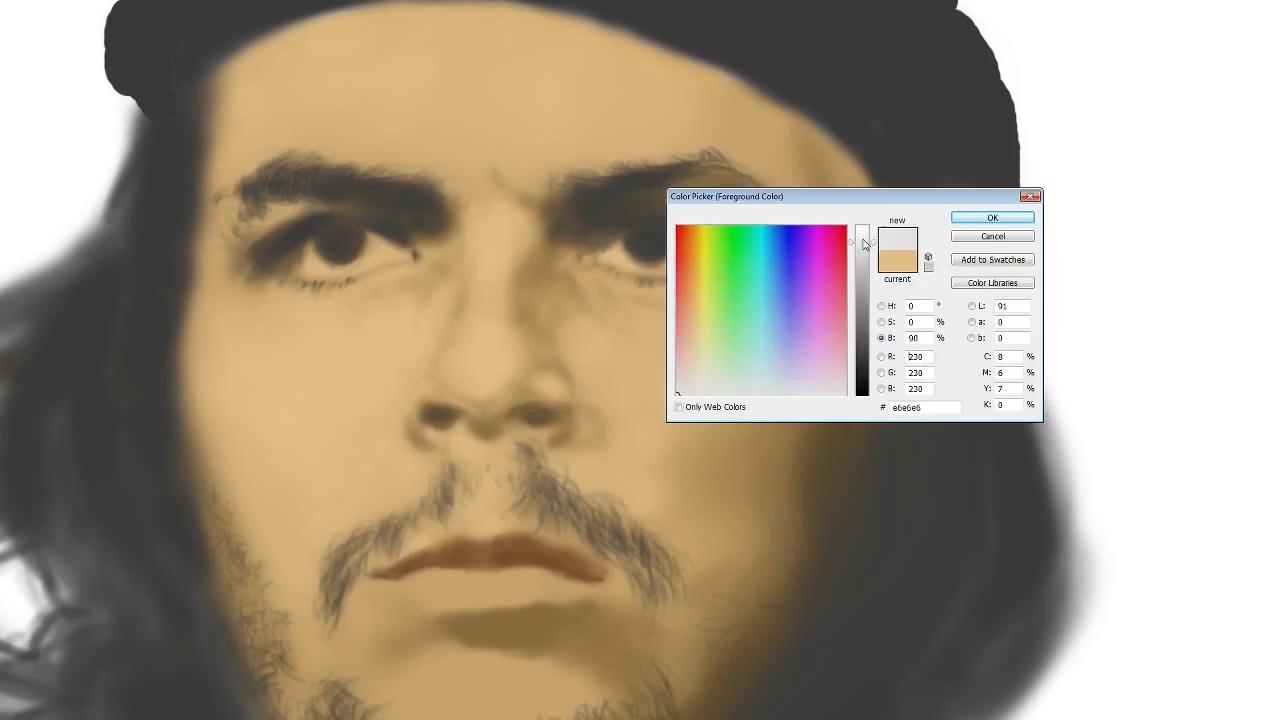 Color Picker (Foreground Color)
new
current
OK
Cancel
Add to Swatches
Color Libraries
H: 0 °
S: 0 %
B: 90 %
R: 230
G: 230
B: 230
# e6e6e6
L: 91
a: 0
b: 0
C: 8 %
M: 6 %
Y: 7 %
K: 0 %
Only Web Colors